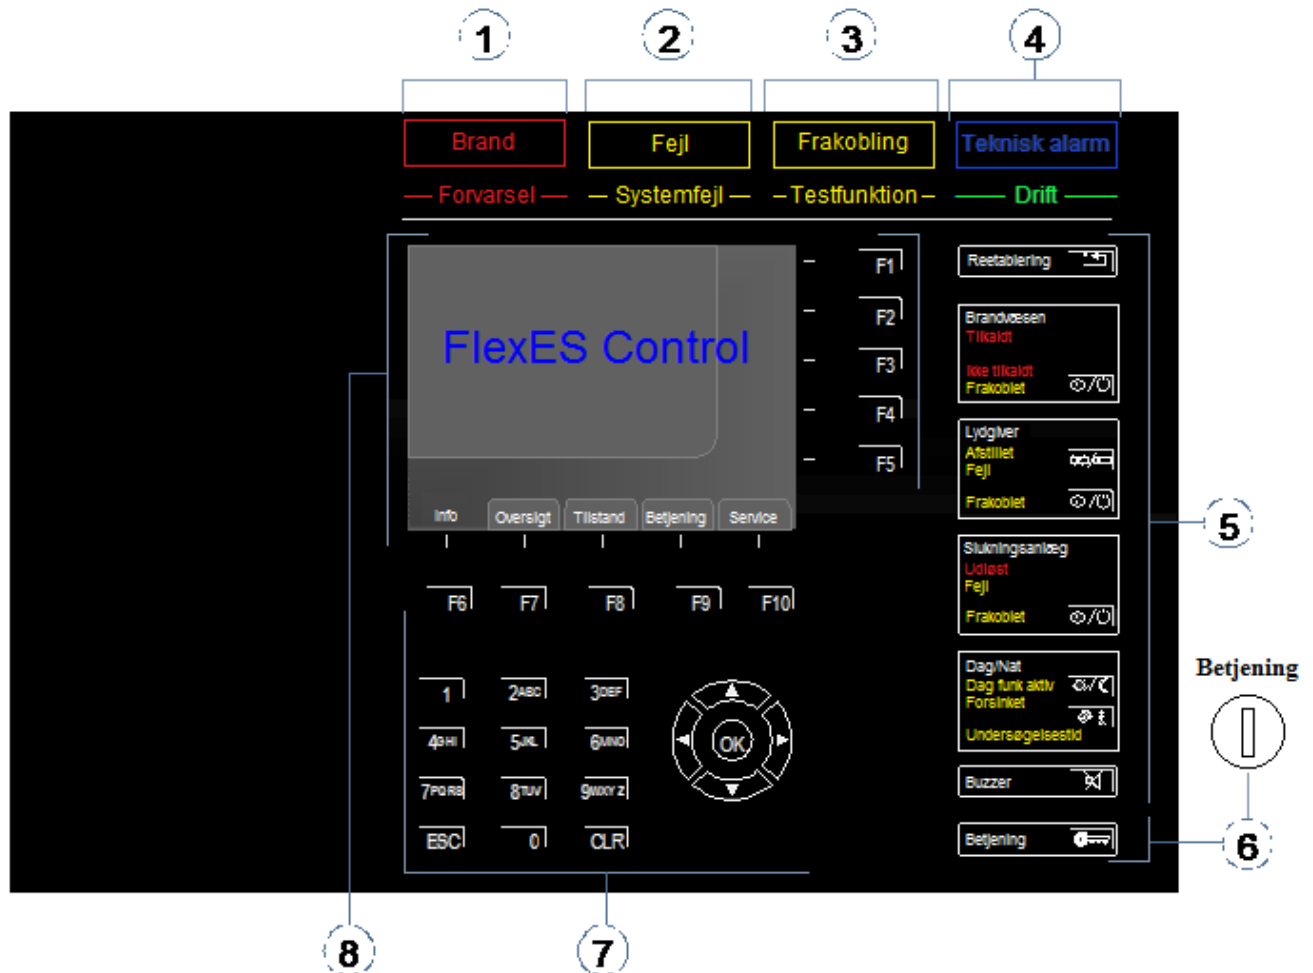 1 2 3 4
Brand Fejl Frakobling Teknisk alarm
Forvarsel Systemfejl Testfunktion Drift
FlexES Control
Info Oversigt Tilstand Betjening Service
F1
F2
F3
F4
F5
F6 F7 F8 F9 F10
1 2ABC 3DEF
4GHI 5JKL 6MNO
7PQRS 8TUV 9WXYZ
ESC 0 CLR
OK
Reetablering
Brandvæsen
Tilkaldt
Ikke tilkaldt
Frakoblet
Lydgiver
Afstillet
Fejl
Frakoblet
Slukningsanlæg
Udløst
Fejl
Frakoblet
Dag/Nat
Dag funk aktiv
Forsinket
Undersøgelsestid
Buzzer
Betjening
5
Betjening
6
8 7